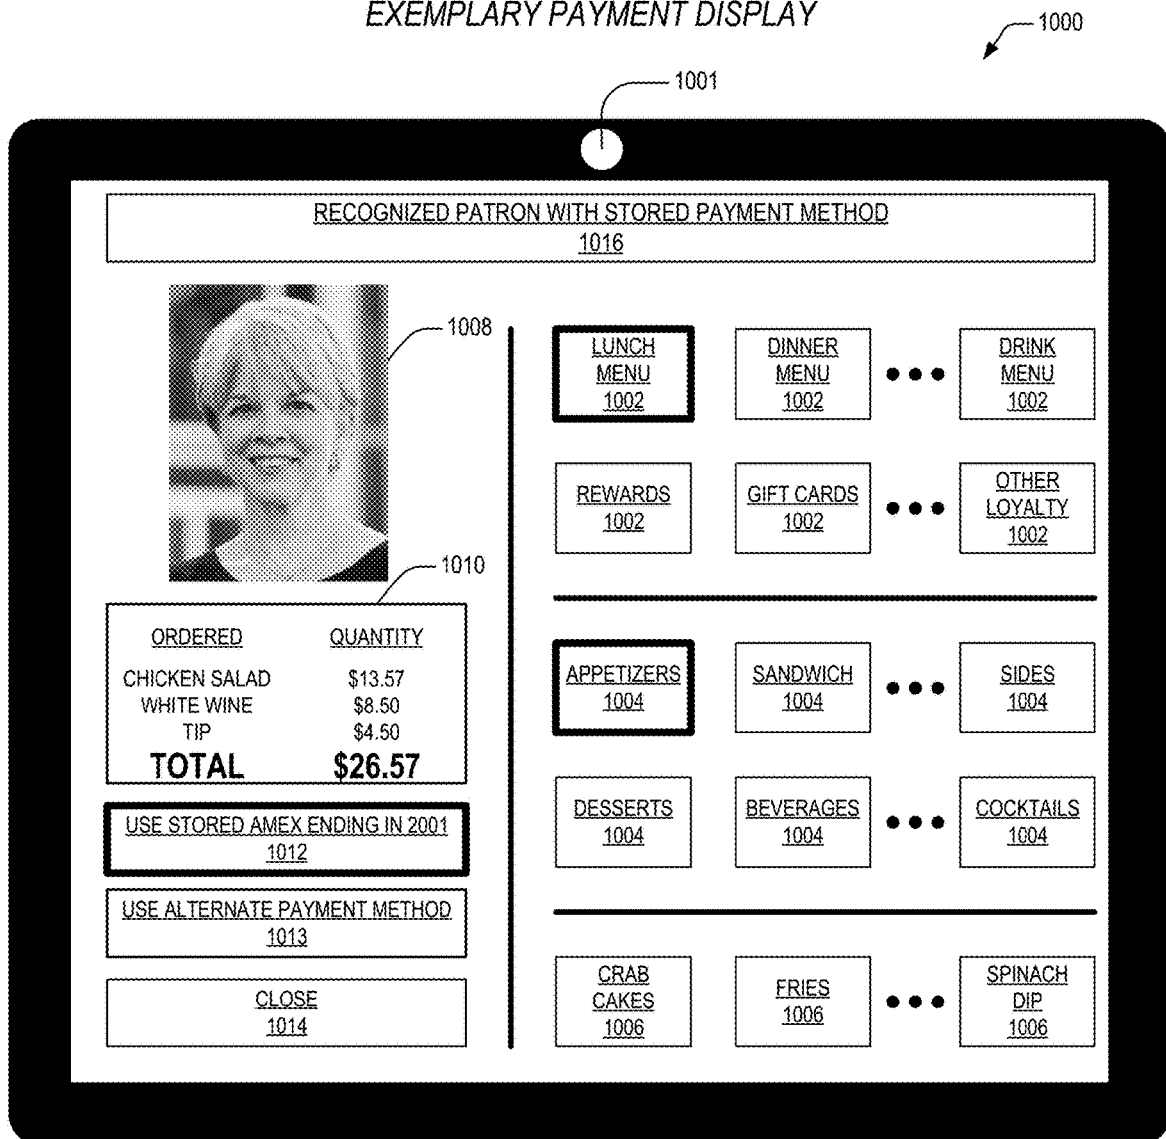 EXEMPLARY PAYMENT DISPLAY
1000
1001
RECOGNIZED PATRON WITH STORED PAYMENT METHOD
1016
1008
1010
ORDERED QUANTITY
CHICKEN SALAD $13.57
WHITE WINE $8.50
TIP $4.50
TOTAL $26.57
USE STORED AMEX ENDING IN 2001
1012
USE ALTERNATE PAYMENT METHOD
1013
CLOSE
1014
LUNCH
MENU
1002
DINNER
MENU
1002
DRINK
MENU
1002
REWARDS
1002
GIFT CARDS
1002
OTHER
LOYALTY
1002
APPETIZERS
1004
SANDWICH
1004
SIDES
1004
DESSERTS
1004
BEVERAGES
1004
COCKTAILS
1004
CRAB
CAKES
1006
FRIES
1006
SPINACH
DIP
1006